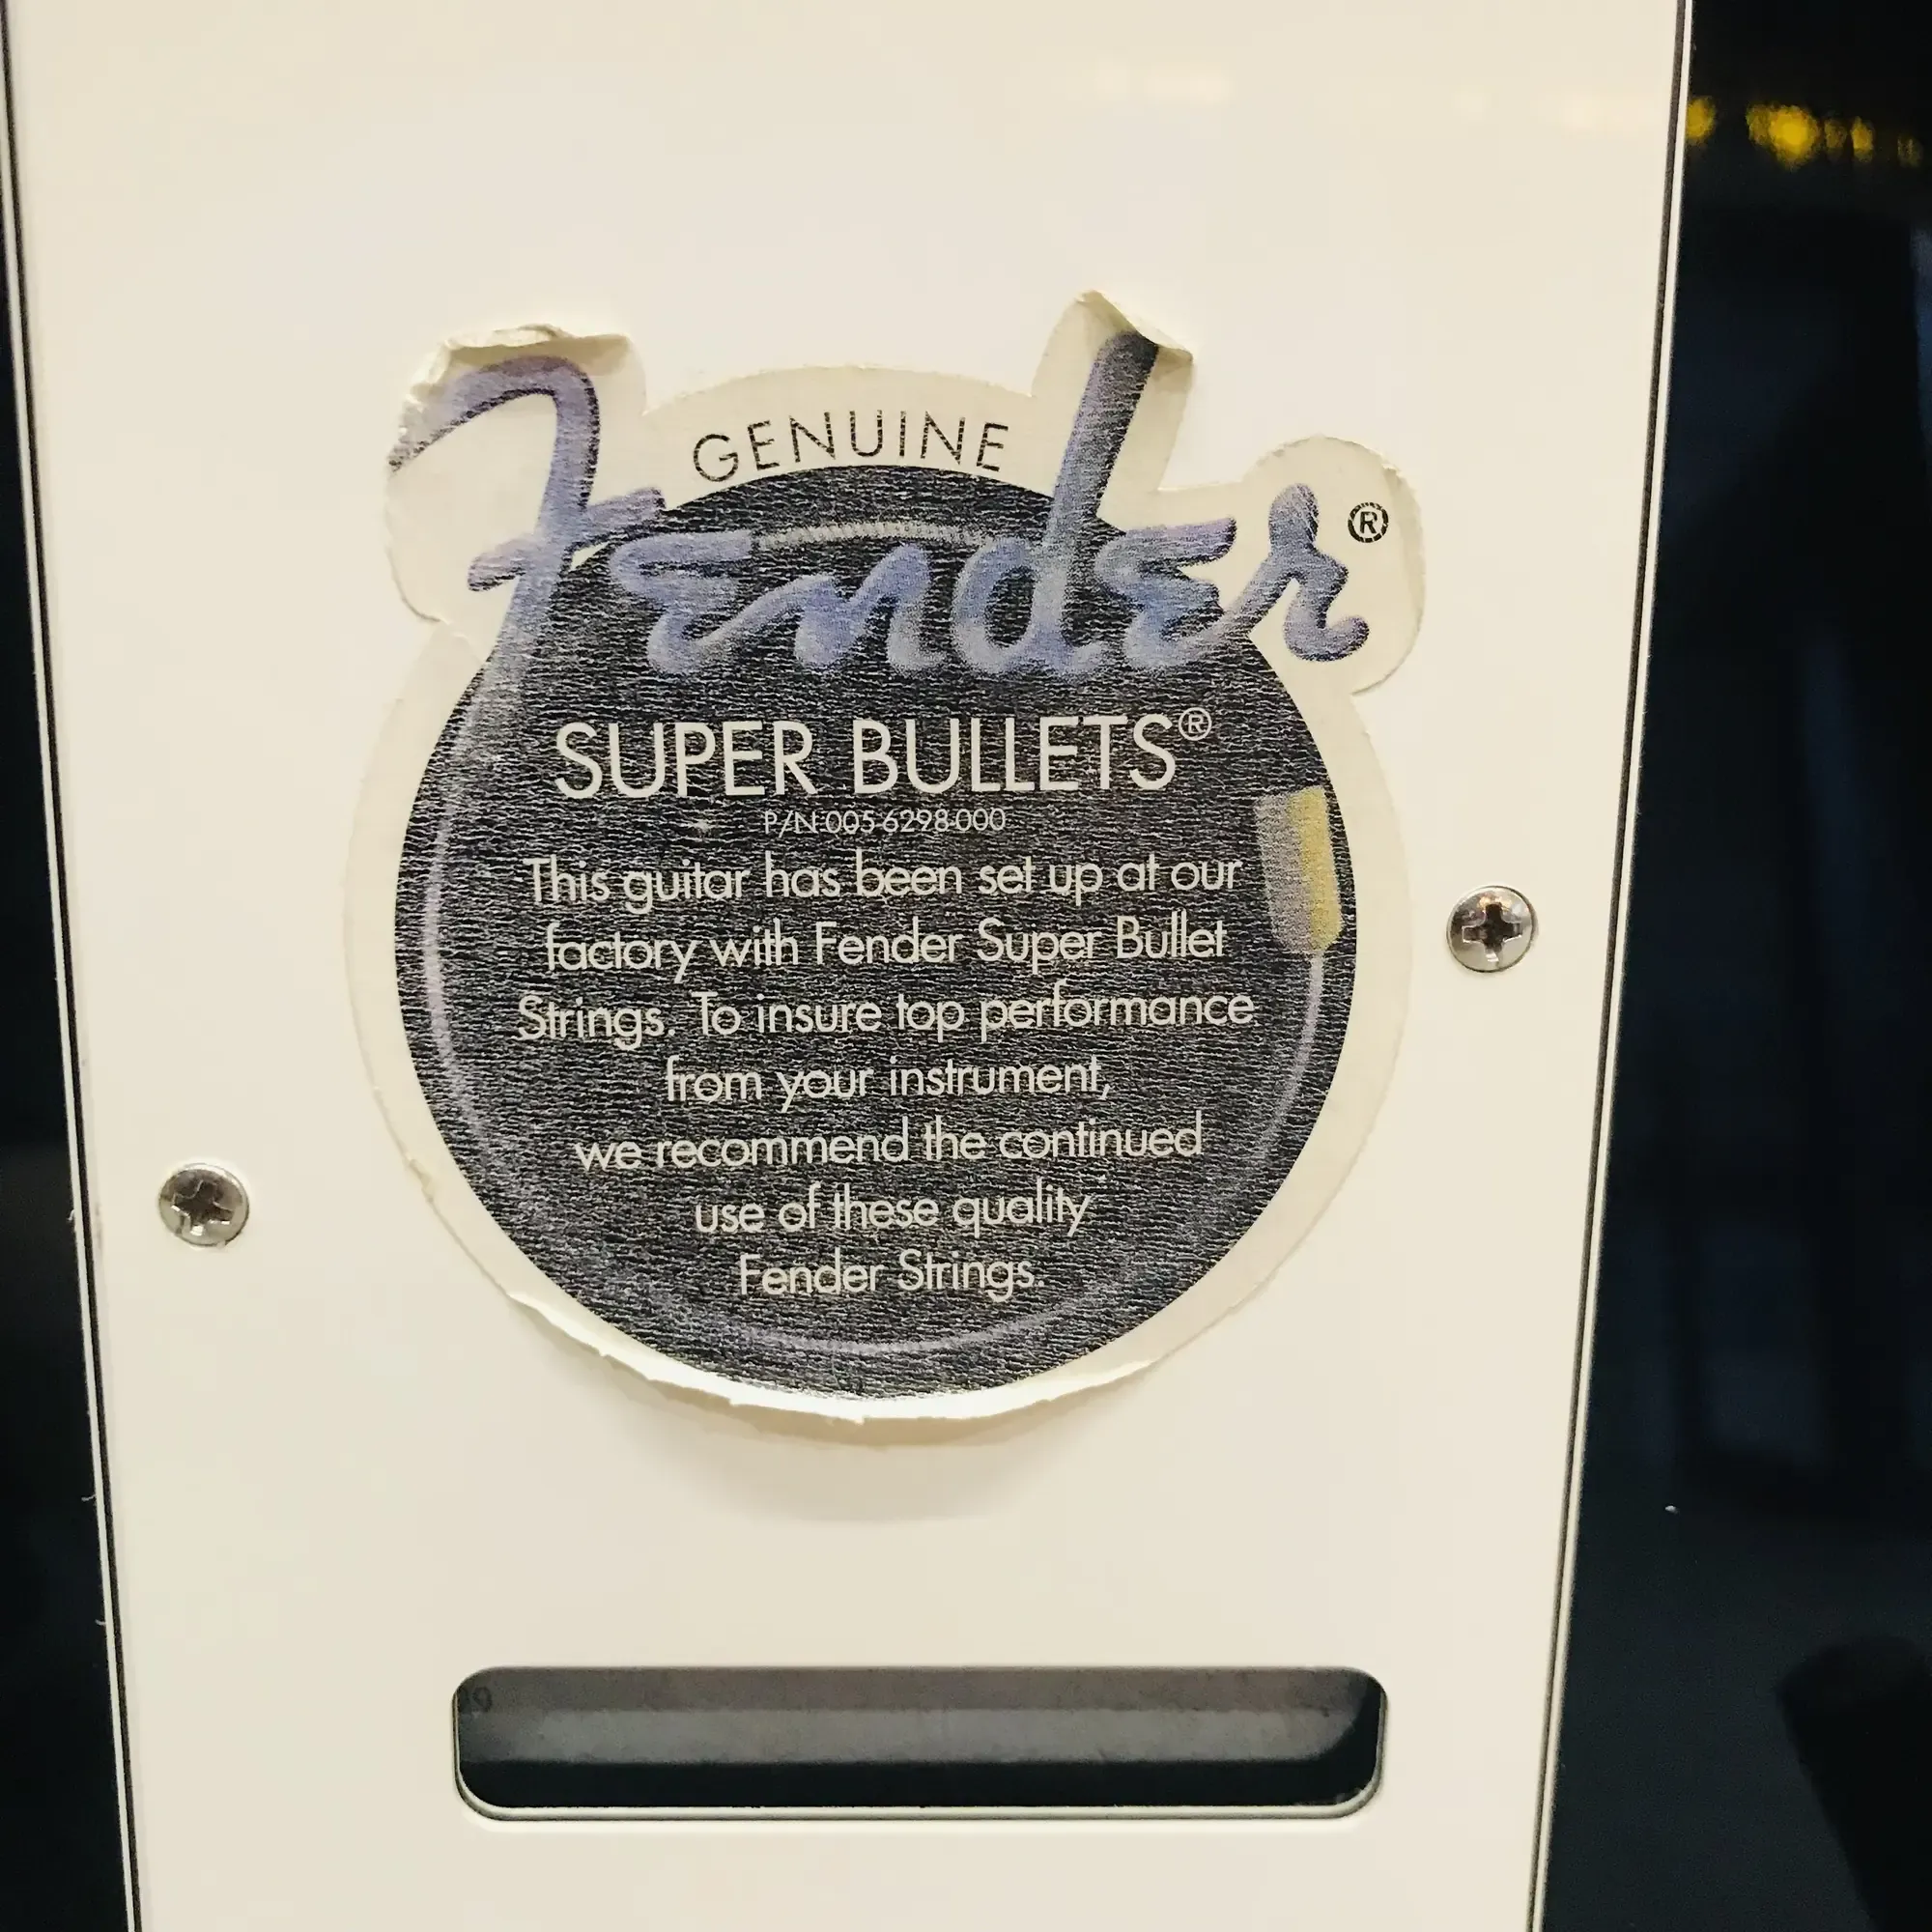 GENUINE
Fender®
SUPER BULLETS®
P/N 005-6298-000
This guitar has been set up at our
factory with Fender Super Bullet
Strings. To insure top performance
from your instrument,
we recommend the continued
use of these quality
Fender Strings.